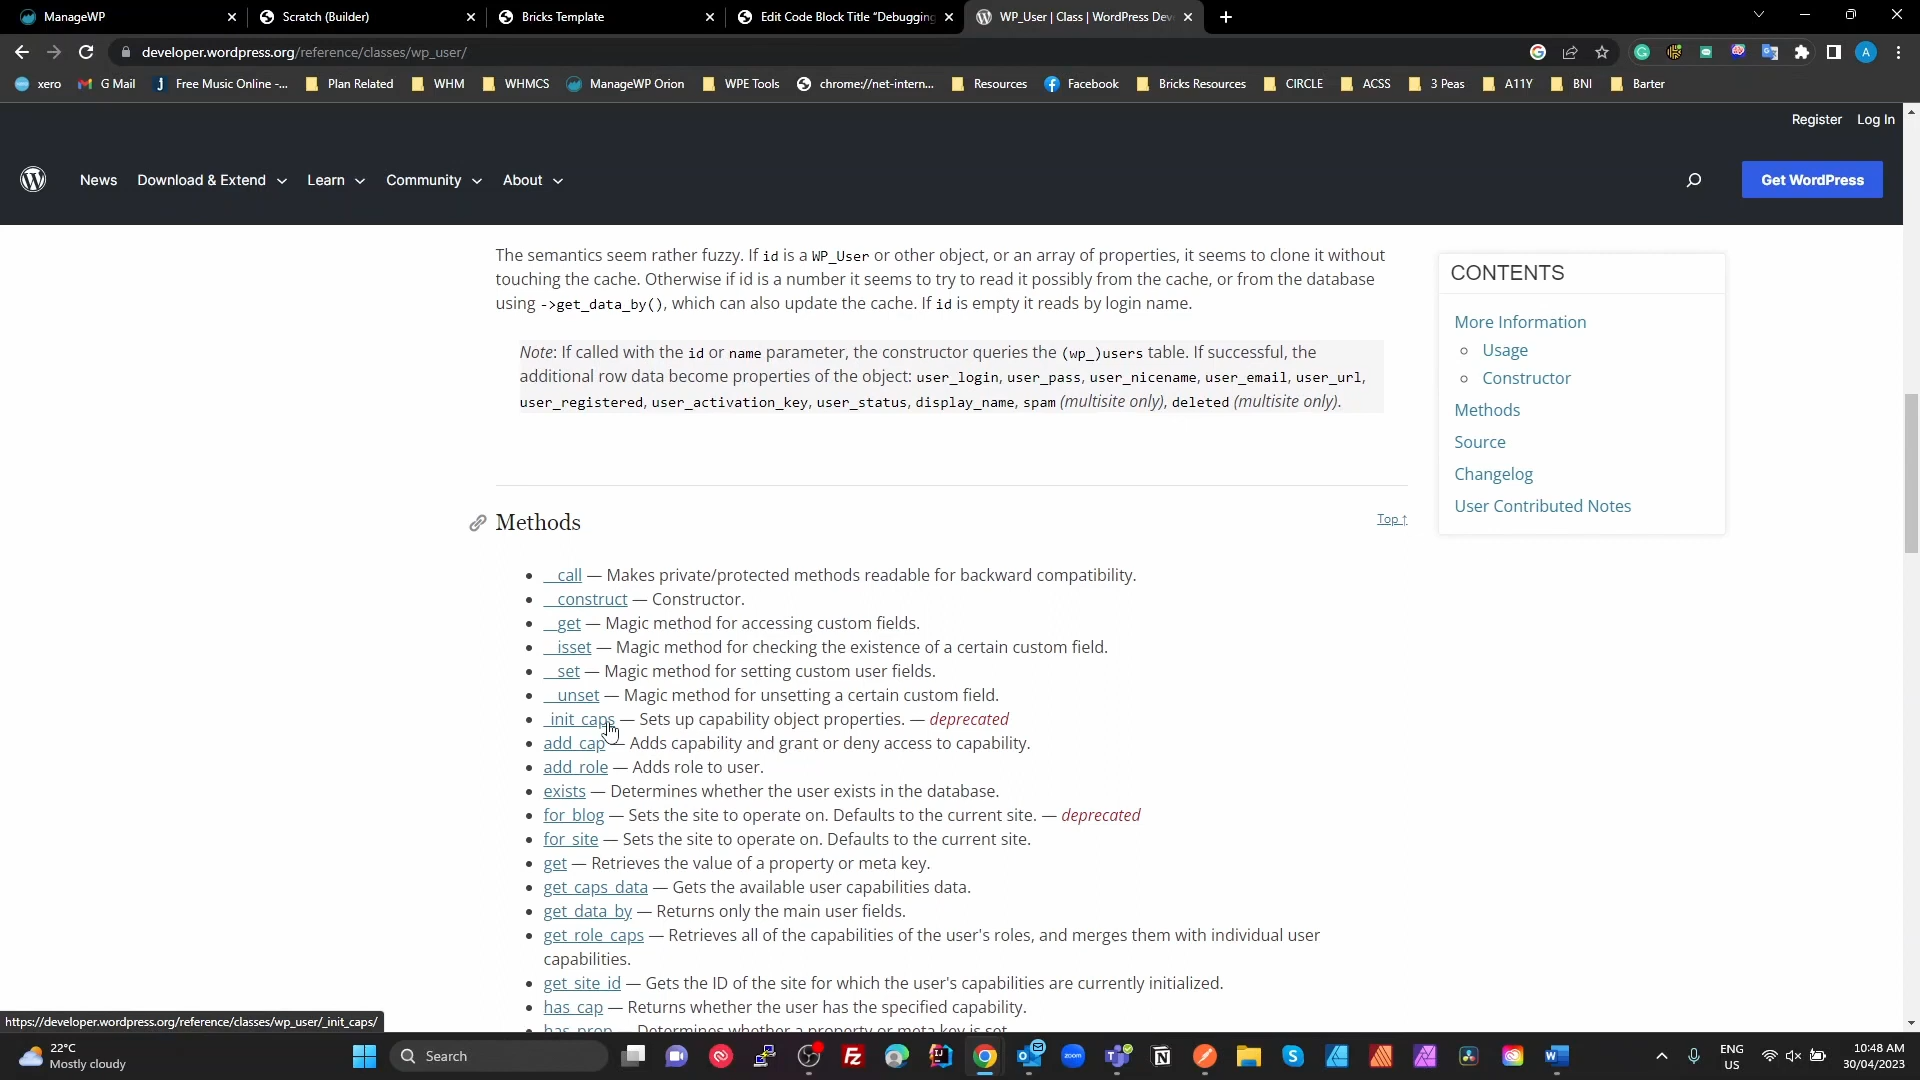 ManageWP
Scratch (Builder)
Bricks Template
Edit Code Block Title "Debugging
WP_User | Class | WordPress Dev
developer.wordpress.org/reference/classes/wp_user/
A
xero
G Mail
Free Music Online -...
Plan Related
WHM
WHMCS
ManageWP Orion
WPE Tools
chrome://net-intern...
Resources
Facebook
Bricks Resources
CIRCLE
ACSS
3 Peas
A11Y
BNI
Barter
Register
Log In
News
Download & Extend
Learn
Community
About
Get WordPress
The semantics seem rather fuzzy. If id is a WP_User or other object, or an array of properties, it seems to clone it without
touching the cache. Otherwise if id is a number it seems to try to read it possibly from the cache, or from the database
using ->get_data_by(), which can also update the cache. If id is empty it reads by login name.
Note: If called with the id or name parameter, the constructor queries the (wp_)users table. If successful, the
additional row data become properties of the object: user_login, user_pass, user_nicename, user_email, user_url,
user_registered, user_activation_key, user_status, display_name, spam (multisite only), deleted (multisite only).
CONTENTS
More Information
Usage
Constructor
Methods
Source
Changelog
User Contributed Notes
Methods
Top ↑
__call — Makes private/protected methods readable for backward compatibility.
__construct — Constructor.
__get — Magic method for accessing custom fields.
__isset — Magic method for checking the existence of a certain custom field.
__set — Magic method for setting custom user fields.
__unset — Magic method for unsetting a certain custom field.
_init_caps — Sets up capability object properties. — deprecated
add_cap — Adds capability and grant or deny access to capability.
add_role — Adds role to user.
exists — Determines whether the user exists in the database.
for_blog — Sets the site to operate on. Defaults to the current site. — deprecated
for_site — Sets the site to operate on. Defaults to the current site.
get — Retrieves the value of a property or meta key.
get_caps_data — Gets the available user capabilities data.
get_data_by — Returns only the main user fields.
get_role_caps — Retrieves all of the capabilities of the user's roles, and merges them with individual user
capabilities.
get_site_id — Gets the ID of the site for which the user's capabilities are currently initialized.
has_cap — Returns whether the user has the specified capability.
has_prop — Determines whether a property or meta key is set
https://developer.wordpress.org/reference/classes/wp_user/_init_caps/
22°C
Mostly cloudy
Search
zoom
ENG
US
10:48 AM
30/04/2023